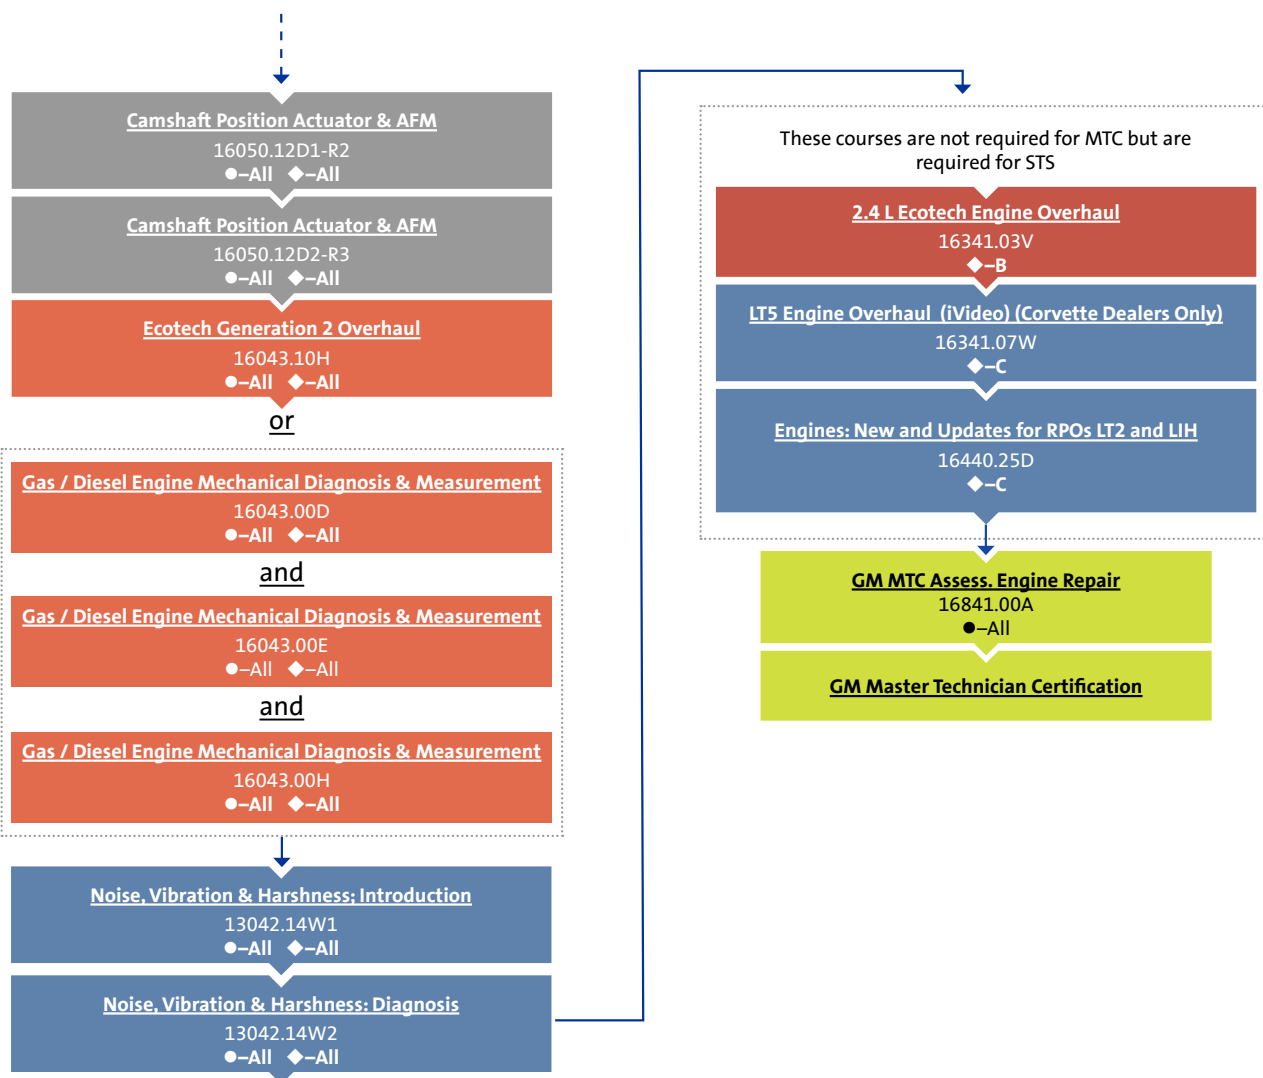 Camshaft Position Actuator & AFM
16050.12D1-R2
●–All ◆–All
Camshaft Position Actuator & AFM
16050.12D2-R3
●–All ◆–All
Ecotech Generation 2 Overhaul
16043.10H
●–All ◆–All
or
Gas / Diesel Engine Mechanical Diagnosis & Measurement
16043.00D
●–All ◆–All
and
Gas / Diesel Engine Mechanical Diagnosis & Measurement
16043.00E
●–All ◆–All
and
Gas / Diesel Engine Mechanical Diagnosis & Measurement
16043.00H
●–All ◆–All
Noise, Vibration & Harshness; Introduction
13042.14W1
●–All ◆–All
Noise, Vibration & Harshness: Diagnosis
13042.14W2
●–All ◆–All
These courses are not required for MTC but are
required for STS
2.4 L Ecotech Engine Overhaul
16341.03V
◆–B
LT5 Engine Overhaul (iVideo) (Corvette Dealers Only)
16341.07W
◆–C
Engines: New and Updates for RPOs LT2 and LIH
16440.25D
◆–C
GM MTC Assess. Engine Repair
16841.00A
●–All
GM Master Technician Certification